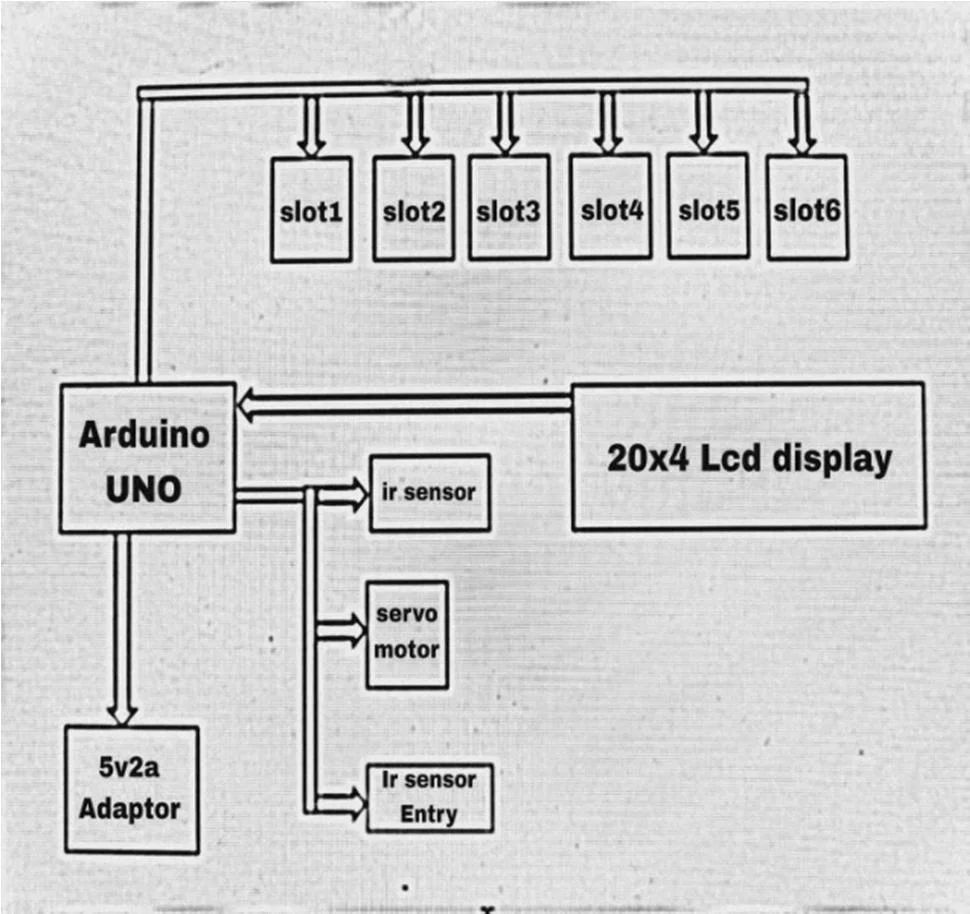 slot1 slot2 slot3 slot4 slot5 slot6
Arduino
UNO
20x4 Lcd display
ir sensor
servo
motor
5v2a
Adaptor
Ir sensor
Entry